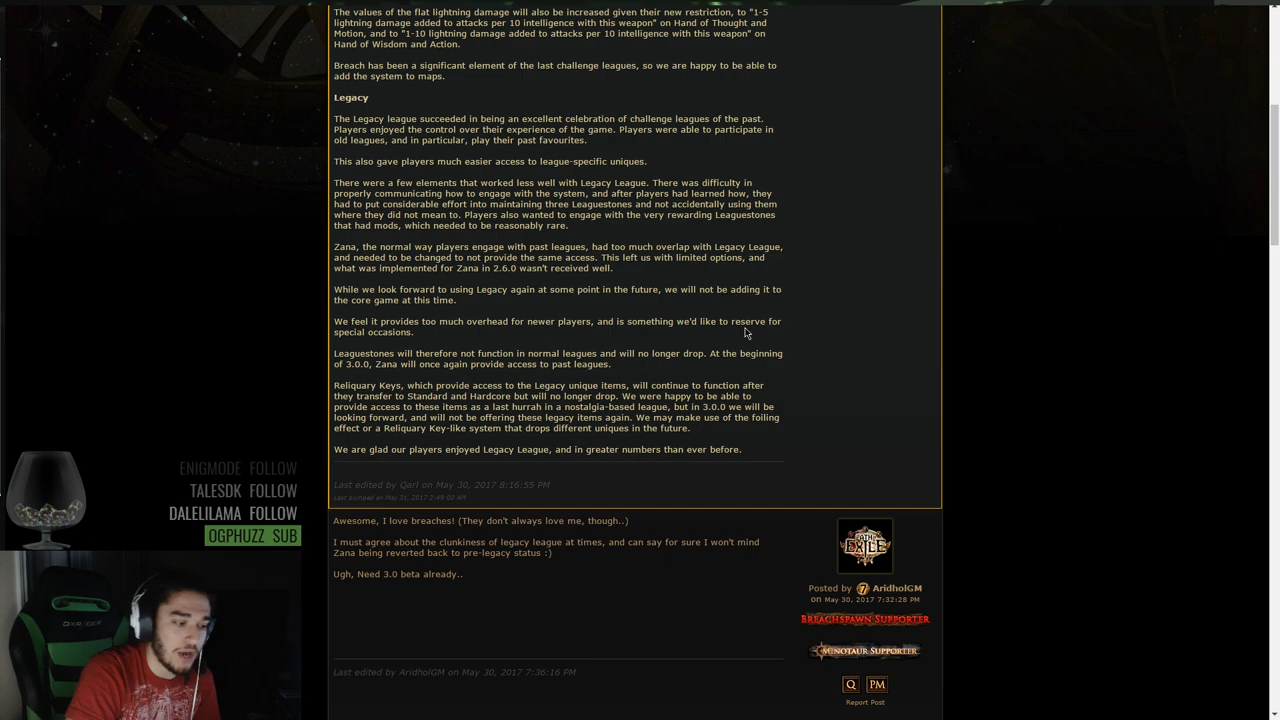 The values of the flat lightning damage will also be increased given their new restriction, to "1-5
lightning damage added to attacks per 10 intelligence with this weapon" on Hand of Thought and
Motion, and to "1-10 lightning damage added to attacks per 10 intelligence with this weapon" on
Hand of Wisdom and Action.
Breach has been a significant element of the last challenge leagues, so we are happy to be able to
add the system to maps.
Legacy
The Legacy league succeeded in being an excellent celebration of challenge leagues of the past.
Players enjoyed the control over their experience of the game. Players were able to participate in
old leagues, and in particular, play their past favourites.
This also gave players much easier access to league-specific uniques.
There were a few elements that worked less well with Legacy League. There was difficulty in
properly communicating how to engage with the system, and after players had learned how, they
had to put considerable effort into maintaining three Leaguestones and not accidentally using them
where they did not mean to. Players also wanted to engage with the very rewarding Leaguestones
that had mods, which needed to be reasonably rare.
Zana, the normal way players engage with past leagues, had too much overlap with Legacy League,
and needed to be changed to not provide the same access. This left us with limited options, and
what was implemented for Zana in 2.6.0 wasn't received well.
While we look forward to using Legacy again at some point in the future, we will not be adding it to
the core game at this time.
We feel it provides too much overhead for newer players, and is something we'd like to reserve for
special occasions.
Leaguestones will therefore not function in normal leagues and will no longer drop. At the beginning
of 3.0.0, Zana will once again provide access to past leagues.
Reliquary Keys, which provide access to the Legacy unique items, will continue to function after
they transfer to Standard and Hardcore but will no longer drop. We were happy to be able to
provide access to these items as a last hurrah in a nostalgia-based league, but in 3.0.0 we will be
looking forward, and will not be offering these legacy items again. We may make use of the foiling
effect or a Reliquary Key-like system that drops different uniques in the future.
We are glad our players enjoyed Legacy League, and in greater numbers than ever before.
Last edited by Qarl on May 30, 2017 8:16:55 PM
Last bumped on May 31, 2017 2:49:00 AM
Awesome, I love breaches! (They don't always love me, though..)
I must agree about the clunkiness of legacy league at times, and can say for sure I won't mind
Zana being reverted back to pre-legacy status :)
Ugh, Need 3.0 beta already..
Last edited by AridholGM on May 30, 2017 7:36:16 PM
EXILE
Posted by AridholGM
on May 30, 2017 7:32:28 PM
BREACHSPAWN SUPPORTER
MINOTAUR SUPPORTER
Q PM
Report Post
ENIGMODE FOLLOW
TALESDK FOLLOW
DALELILAMA FOLLOW
OGPHUZZ SUB
DXRACER